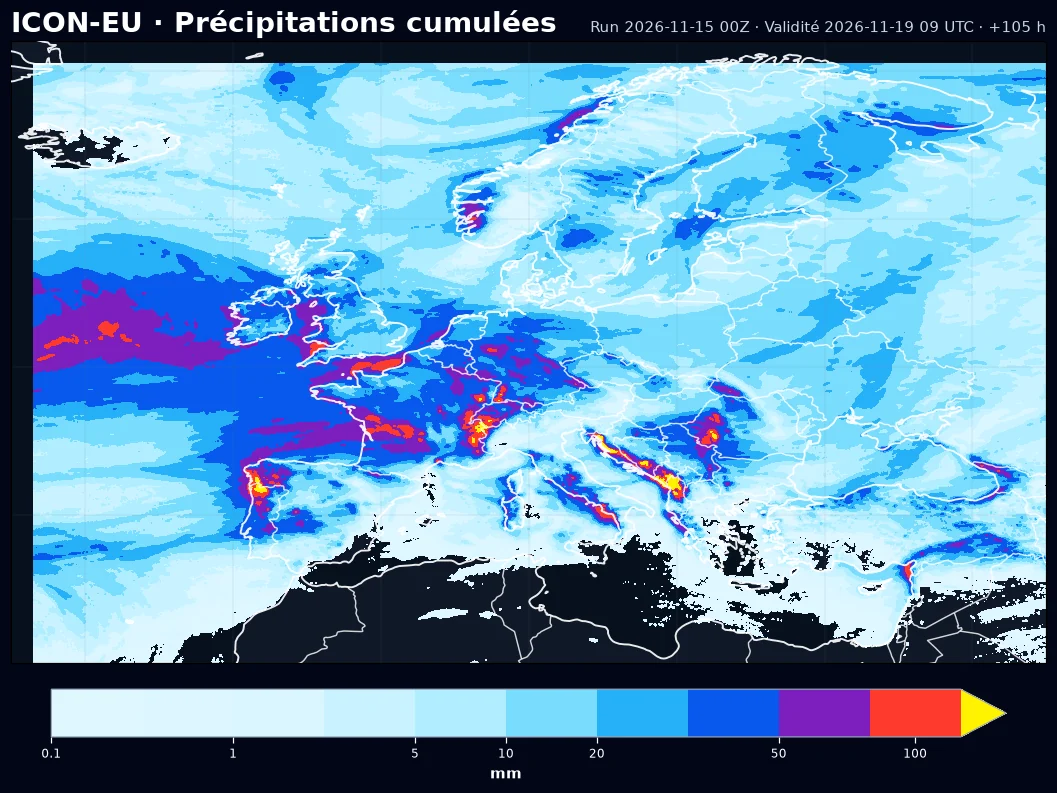 ICON-EU · Précipitations cumulées
Run 2026-11-15 00Z · Validité 2026-11-19 09 UTC · +105 h
0.1 1 5 10 20 50 100
mm